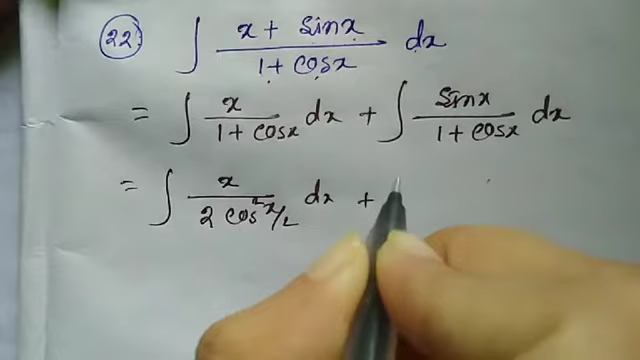 22) ∫ (x + sinx)/(1 + cosx) dx
= ∫ x/(1 + cosx) dx + ∫ sinx/(1 + cosx) dx
= ∫ x/(2 cos² x/2) dx +